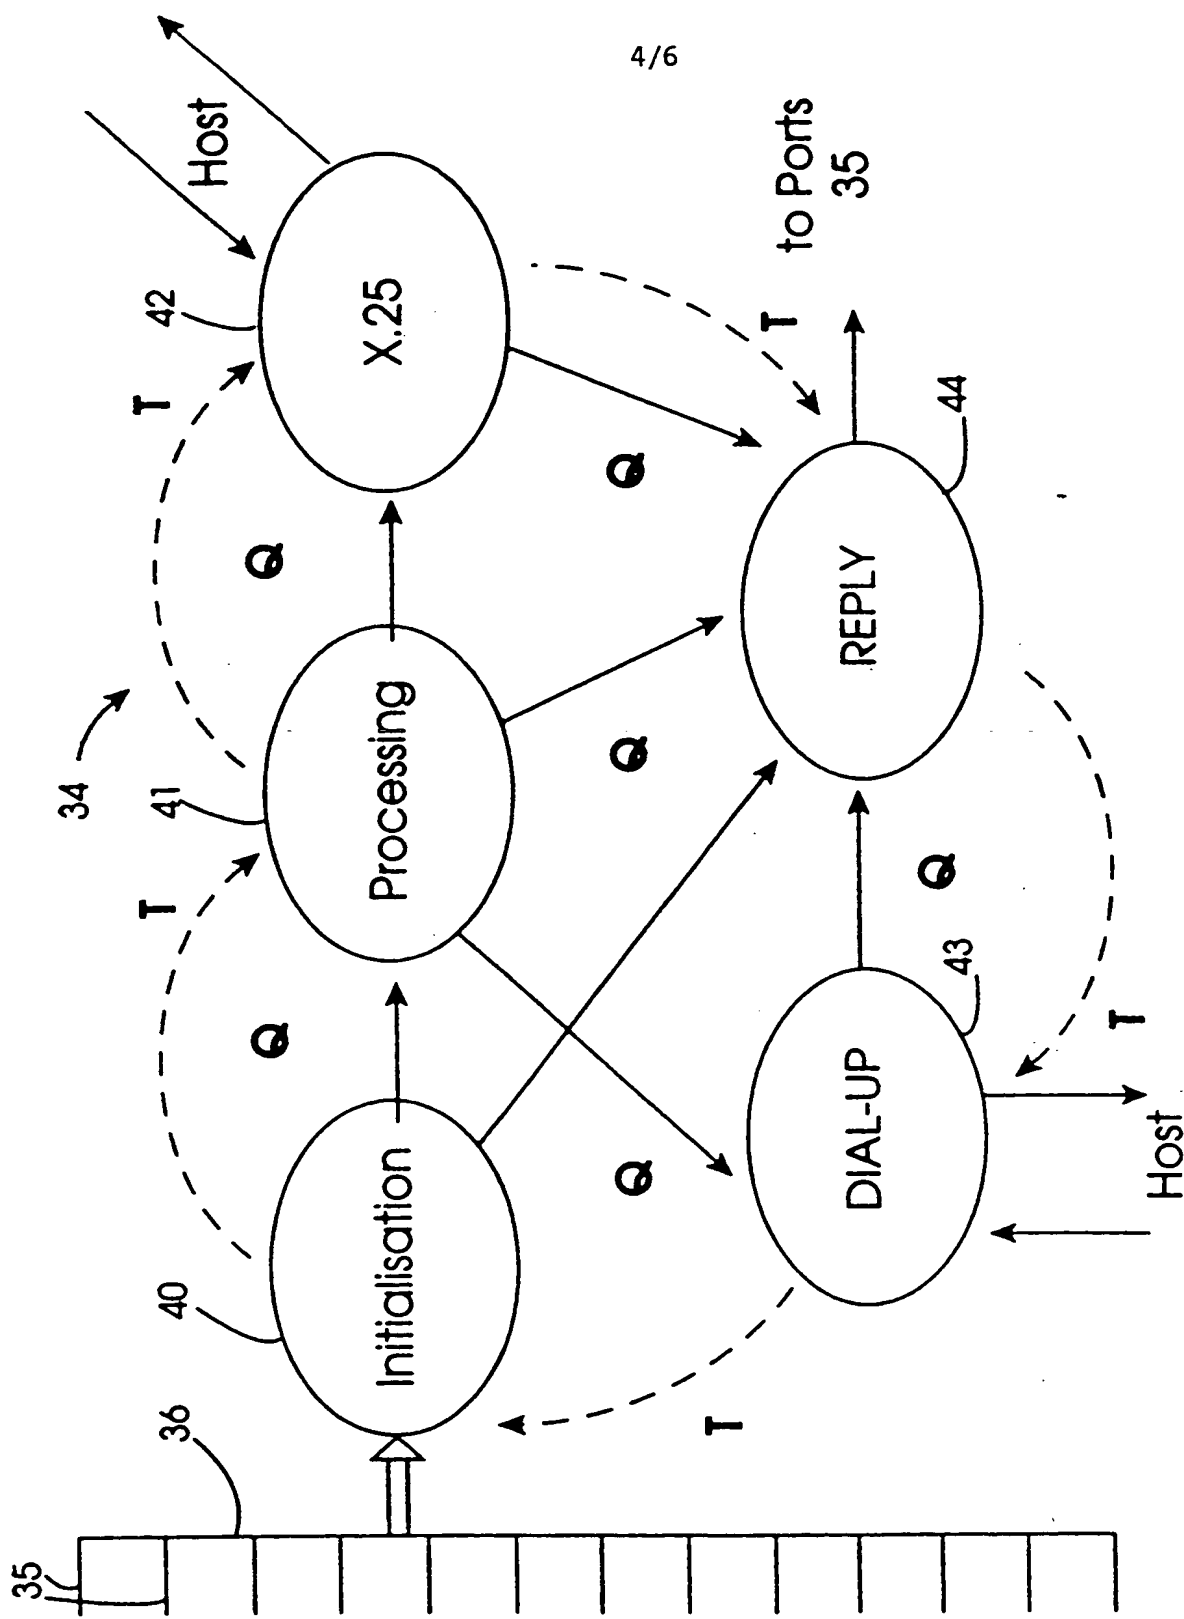 4/6
34
35
36
40
T
41
T
42
Host
Q
Q
Initialisation
Processing
X.25
T
Q
Q
Q
T
to Ports
35
DIAL-UP
REPLY
43
Q
44
Host
T